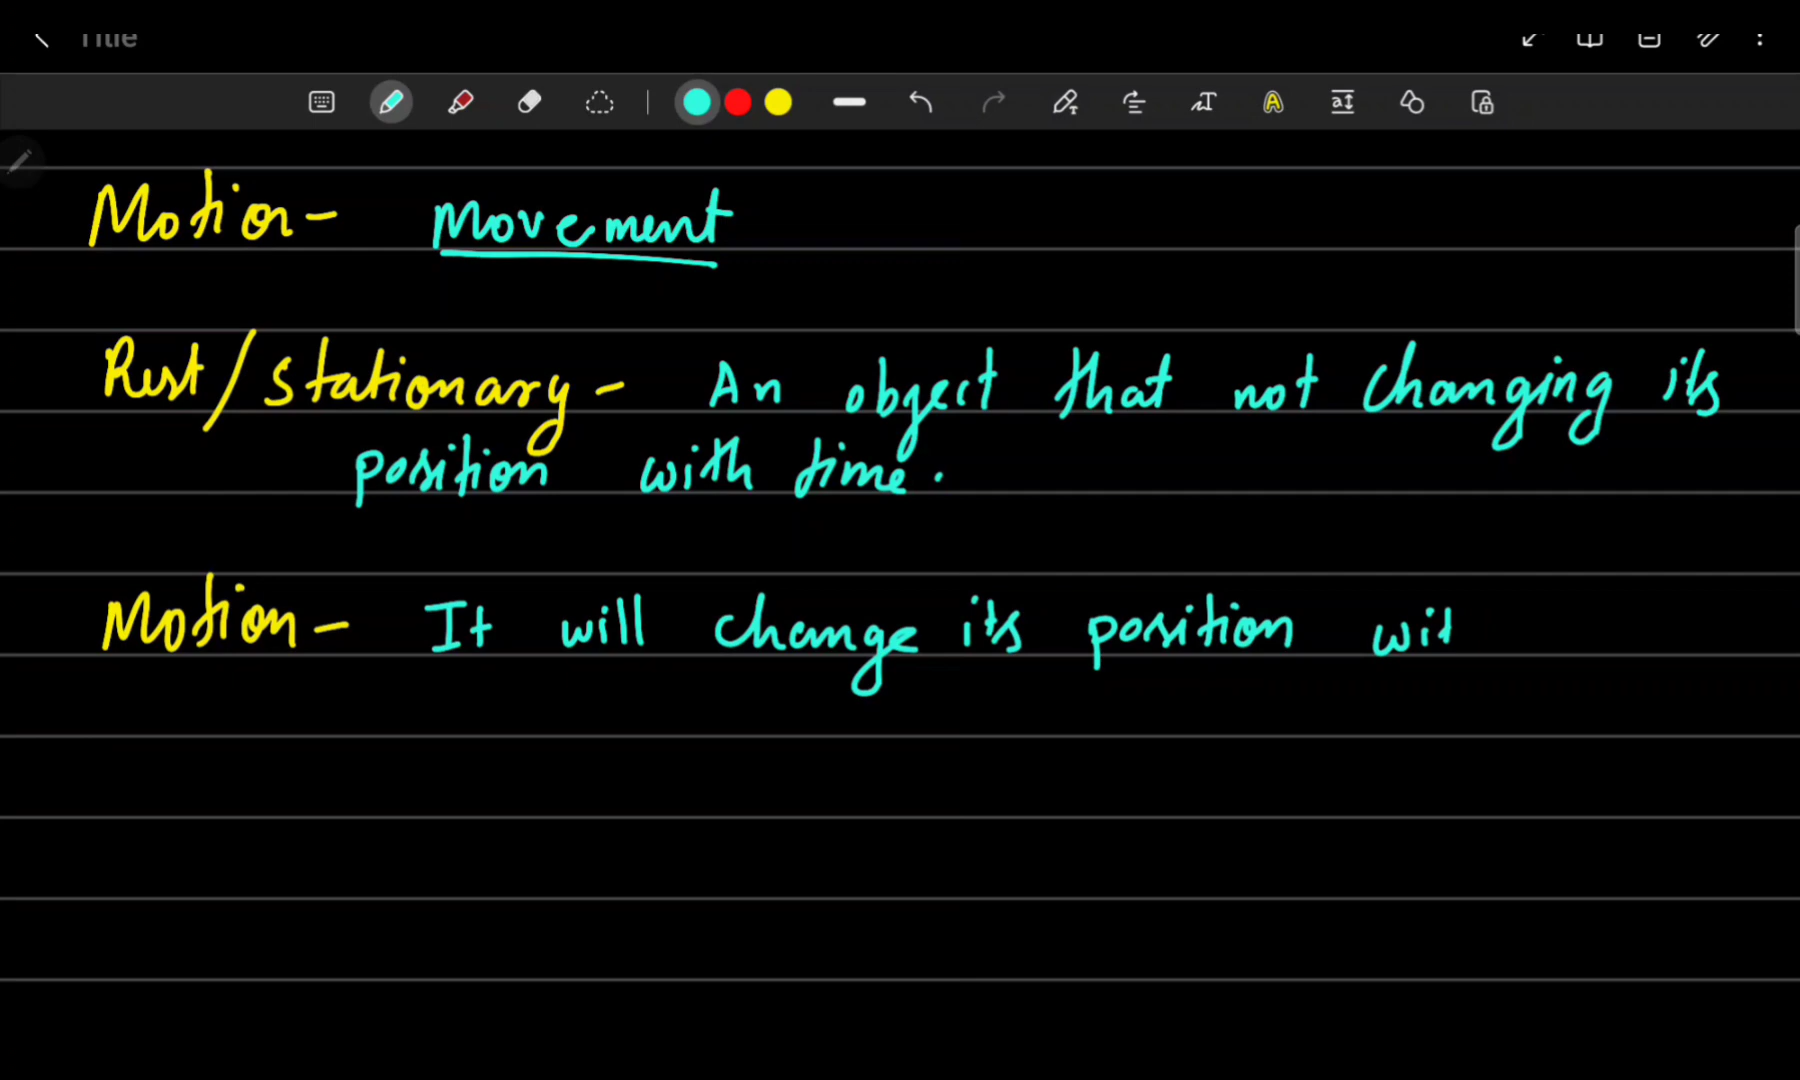 Title
Motion- Movement
Rest/stationary - An object that not changing its
position with time.
Motion- It will change its position wit